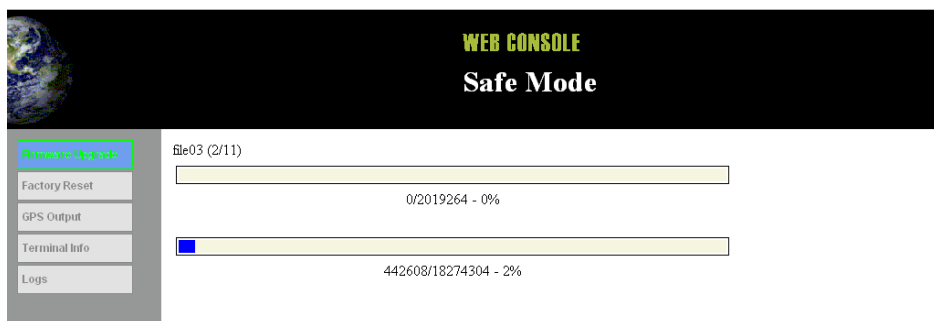 WEB CONSOLE
Safe Mode
Firmware Upgrade
Factory Reset
GPS Output
Terminal Info
Logs
file03 (2/11)
0/2019264 - 0%
442608/18274304 - 2%